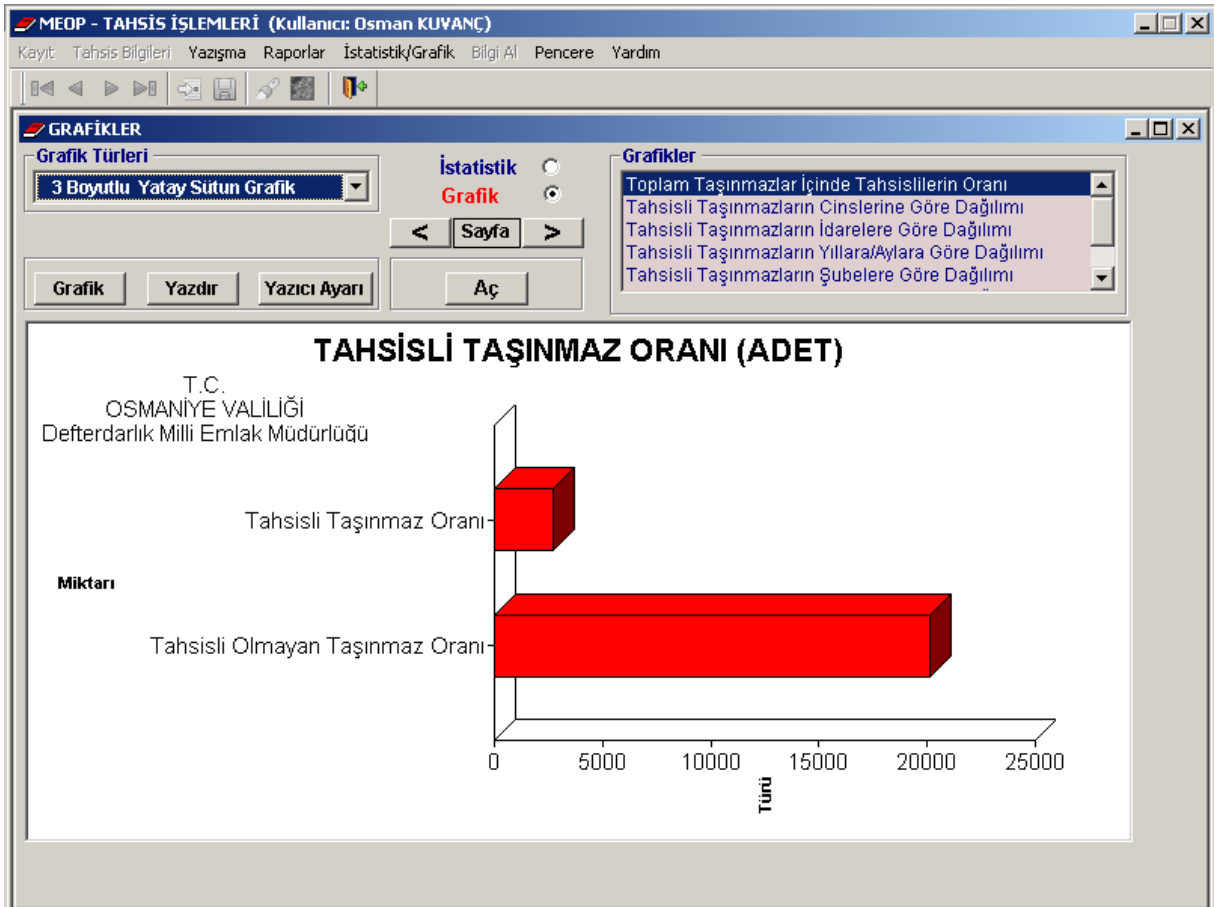 MEOP - TAHSİS İŞLEMLERİ (Kullanıcı: Osman KUVANÇ)
Kayıt Tahsis Bilgileri Yazışma Raporlar İstatistik/Grafik Bilgi Al Pencere Yardım
GRAFİKLER
Grafik Türleri
3 Boyutlu Yatay Sütun Grafik
İstatistik
Grafik
< Sayfa >
Grafik Yazdır Yazıcı Ayarı Aç
Grafikler
Toplam Taşınmazlar İçinde Tahsislilerin Oranı
Tahsisli Taşınmazların Cinslerine Göre Dağılımı
Tahsisli Taşınmazların İdarelere Göre Dağılımı
Tahsisli Taşınmazların Yıllara/Aylara Göre Dağılımı
Tahsisli Taşınmazların Şubelere Göre Dağılımı
TAHSİSLİ TAŞINMAZ ORANI (ADET)
T.C.
OSMANİYE VALİLİĞİ
Defterdarlık Milli Emlak Müdürlüğü
Tahsisli Taşınmaz Oranı
Miktarı
Tahsisli Olmayan Taşınmaz Oranı
0 5000 10000 15000 20000 25000
Türü